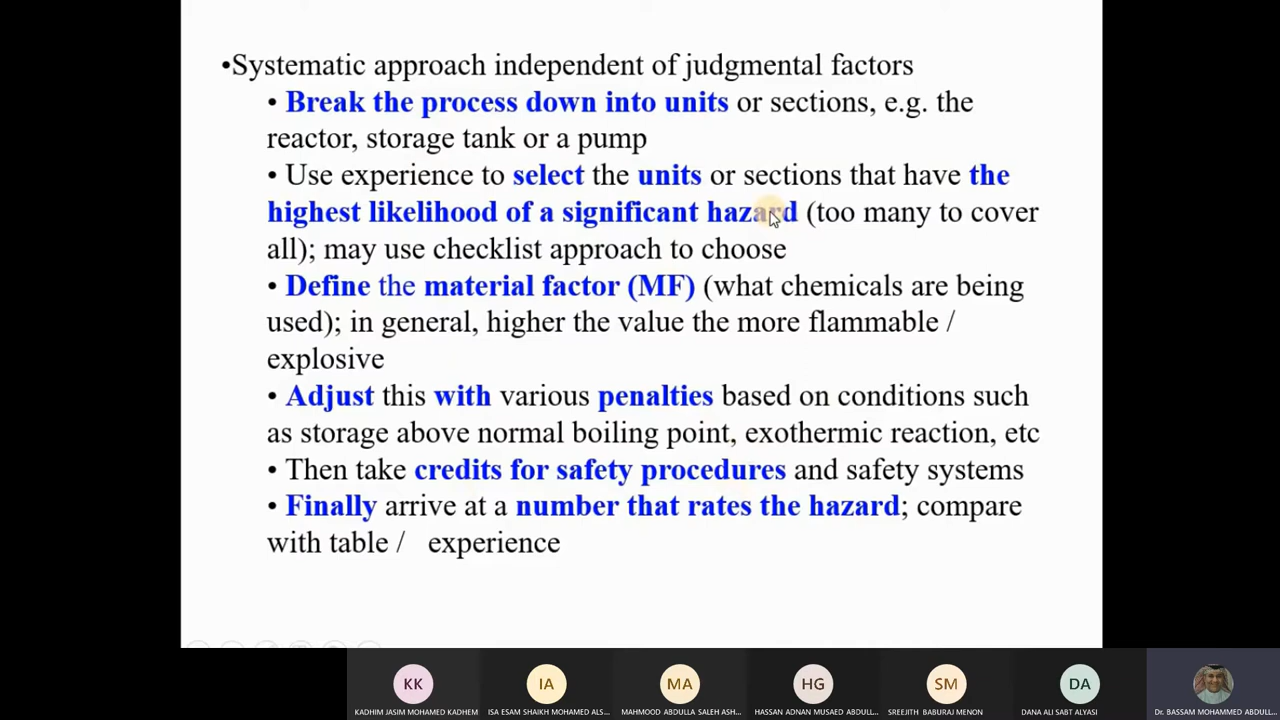 •Systematic approach independent of judgmental factors
• Break the process down into units or sections, e.g. the
reactor, storage tank or a pump
• Use experience to select the units or sections that have the
highest likelihood of a significant hazard (too many to cover
all); may use checklist approach to choose
• Define the material factor (MF) (what chemicals are being
used); in general, higher the value the more flammable /
explosive
• Adjust this with various penalties based on conditions such
as storage above normal boiling point, exothermic reaction, etc
• Then take credits for safety procedures and safety systems
• Finally arrive at a number that rates the hazard; compare
with table / experience
KK
IA
MA
HG
SM
DA
KADHIM JASIM MOHAMED KADHEM
ISA ESAM SHAIKH MOHAMED ALS...
MAHMOOD ABDULLA SALEH ASH...
HASSAN ADNAN MUSAED ABDULL...
SREEJITH BABURAJ MENON
DANA ALI SABT ALYASI
Dr. BASSAM MOHAMMED ABDULL...